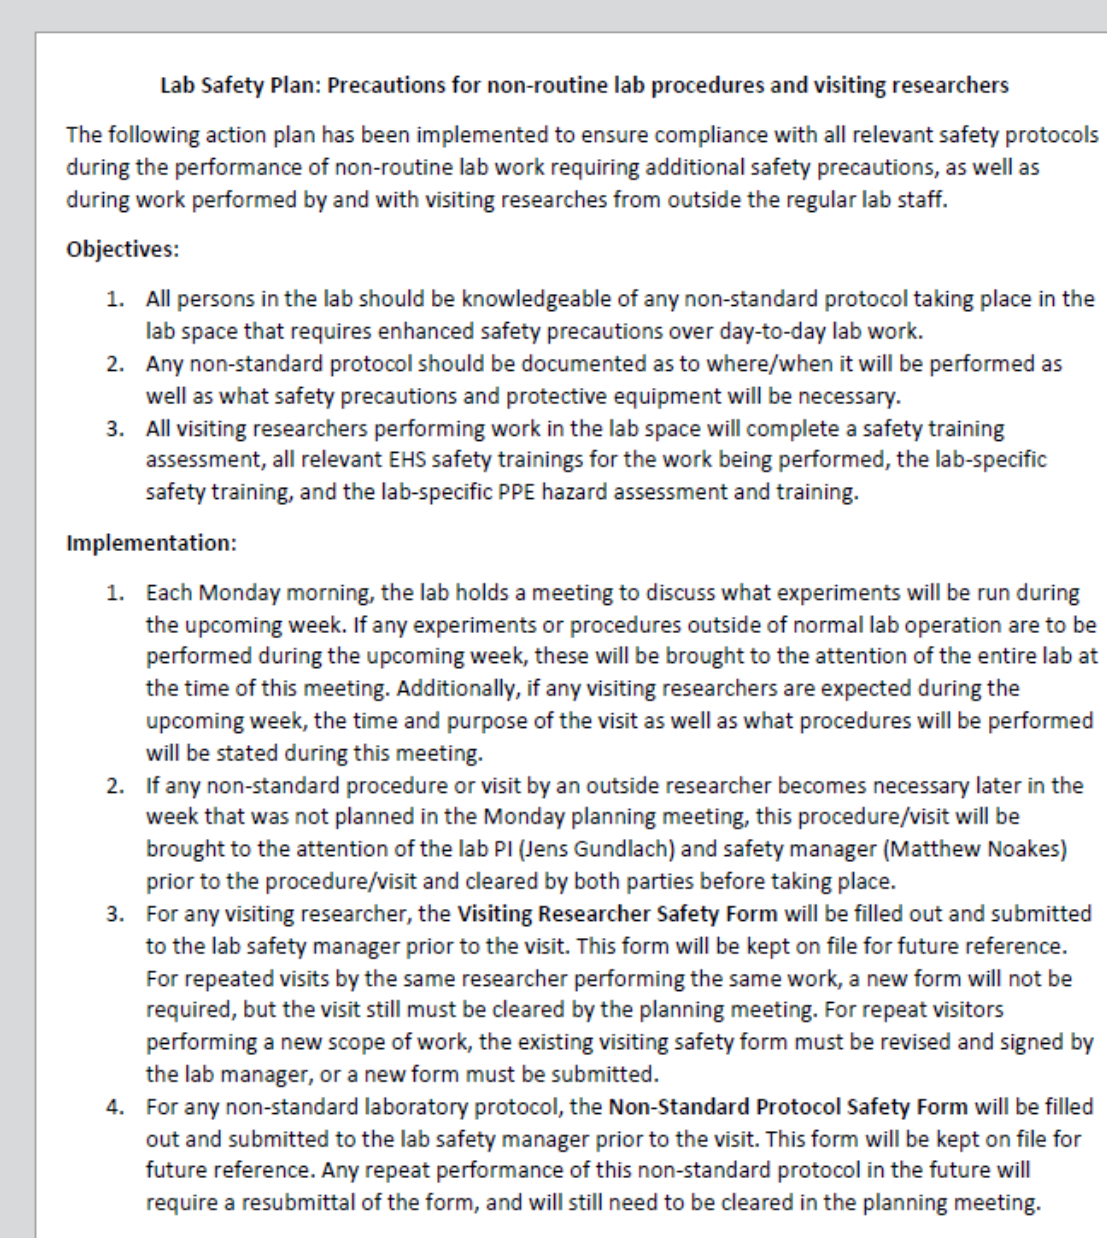 Lab Safety Plan: Precautions for non-routine lab procedures and visiting researchers
The following action plan has been implemented to ensure compliance with all relevant safety protocols
during the performance of non-routine lab work requiring additional safety precautions, as well as
during work performed by and with visiting researches from outside the regular lab staff.
Objectives:
1. All persons in the lab should be knowledgeable of any non-standard protocol taking place in the
lab space that requires enhanced safety precautions over day-to-day lab work.
2. Any non-standard protocol should be documented as to where/when it will be performed as
well as what safety precautions and protective equipment will be necessary.
3. All visiting researchers performing work in the lab space will complete a safety training
assessment, all relevant EHS safety trainings for the work being performed, the lab-specific
safety training, and the lab-specific PPE hazard assessment and training.
Implementation:
1. Each Monday morning, the lab holds a meeting to discuss what experiments will be run during
the upcoming week. If any experiments or procedures outside of normal lab operation are to be
performed during the upcoming week, these will be brought to the attention of the entire lab at
the time of this meeting. Additionally, if any visiting researchers are expected during the
upcoming week, the time and purpose of the visit as well as what procedures will be performed
will be stated during this meeting.
2. If any non-standard procedure or visit by an outside researcher becomes necessary later in the
week that was not planned in the Monday planning meeting, this procedure/visit will be
brought to the attention of the lab PI (Jens Gundlach) and safety manager (Matthew Noakes)
prior to the procedure/visit and cleared by both parties before taking place.
3. For any visiting researcher, the Visiting Researcher Safety Form will be filled out and submitted
to the lab safety manager prior to the visit. This form will be kept on file for future reference.
For repeated visits by the same researcher performing the same work, a new form will not be
required, but the visit still must be cleared by the planning meeting. For repeat visitors
performing a new scope of work, the existing visiting safety form must be revised and signed by
the lab manager, or a new form must be submitted.
4. For any non-standard laboratory protocol, the Non-Standard Protocol Safety Form will be filled
out and submitted to the lab safety manager prior to the visit. This form will be kept on file for
future reference. Any repeat performance of this non-standard protocol in the future will
require a resubmittal of the form, and will still need to be cleared in the planning meeting.